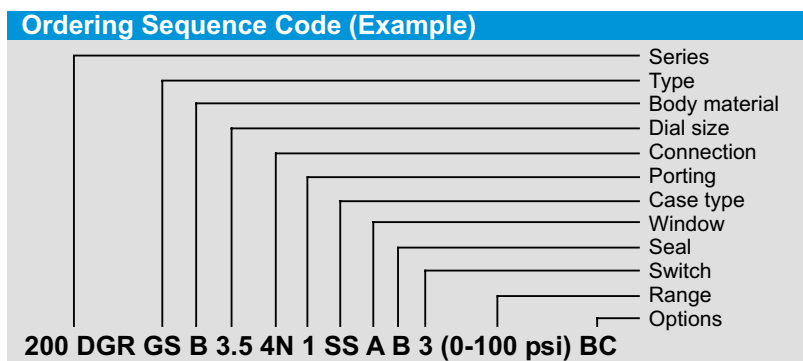 Ordering Sequence Code (Example)
Series
Type
Body material
Dial size
Connection
Porting
Case type
Window
Seal
Switch
Range
Options
200 DGR GS B 3.5 4N 1 SS A B 3 (0-100 psi) BC